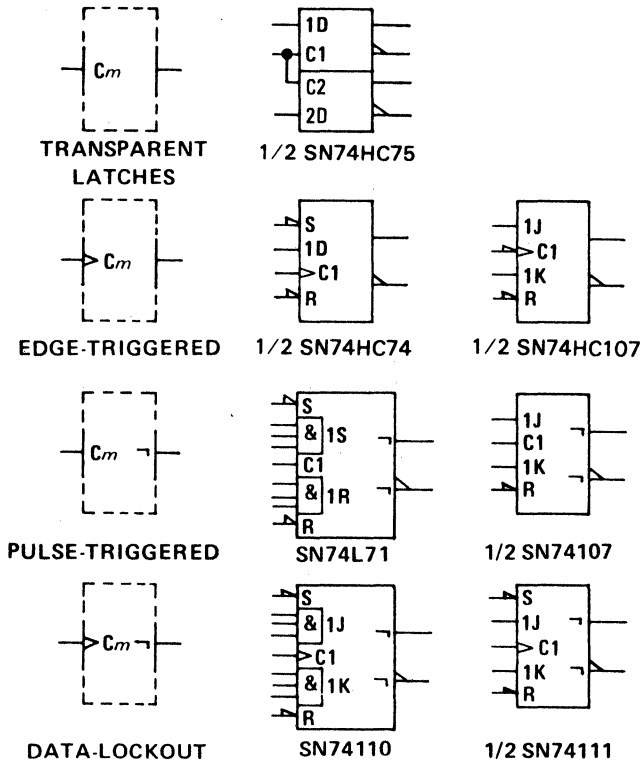 Cm
1D
C1
C2
2D
TRANSPARENT
LATCHES
1/2 SN74HC75
Cm
S
1D
C1
R
1J
C1
1K
R
EDGE-TRIGGERED
1/2 SN74HC74
1/2 SN74HC107
Cm ¬
S
& 1S ¬
C1
& 1R ¬
R
1J ¬
C1
1K ¬
R
PULSE-TRIGGERED
SN74L71
1/2 SN74107
Cm ¬
S
& 1J ¬
C1
& 1K ¬
R
S
1J ¬
C1
1K ¬
R
DATA-LOCKOUT
SN74110
1/2 SN74111